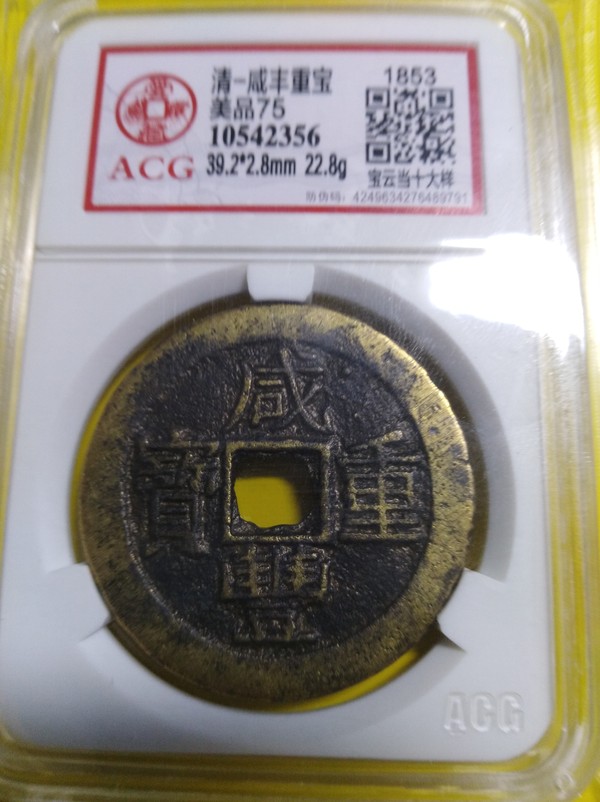 清-咸丰重宝
1853
美品75
10542356
ACG
39.2*2.8mm 22.8g
宝云当十大样
防伪码：4249634276489791
咸
寶 重
豐
ACG